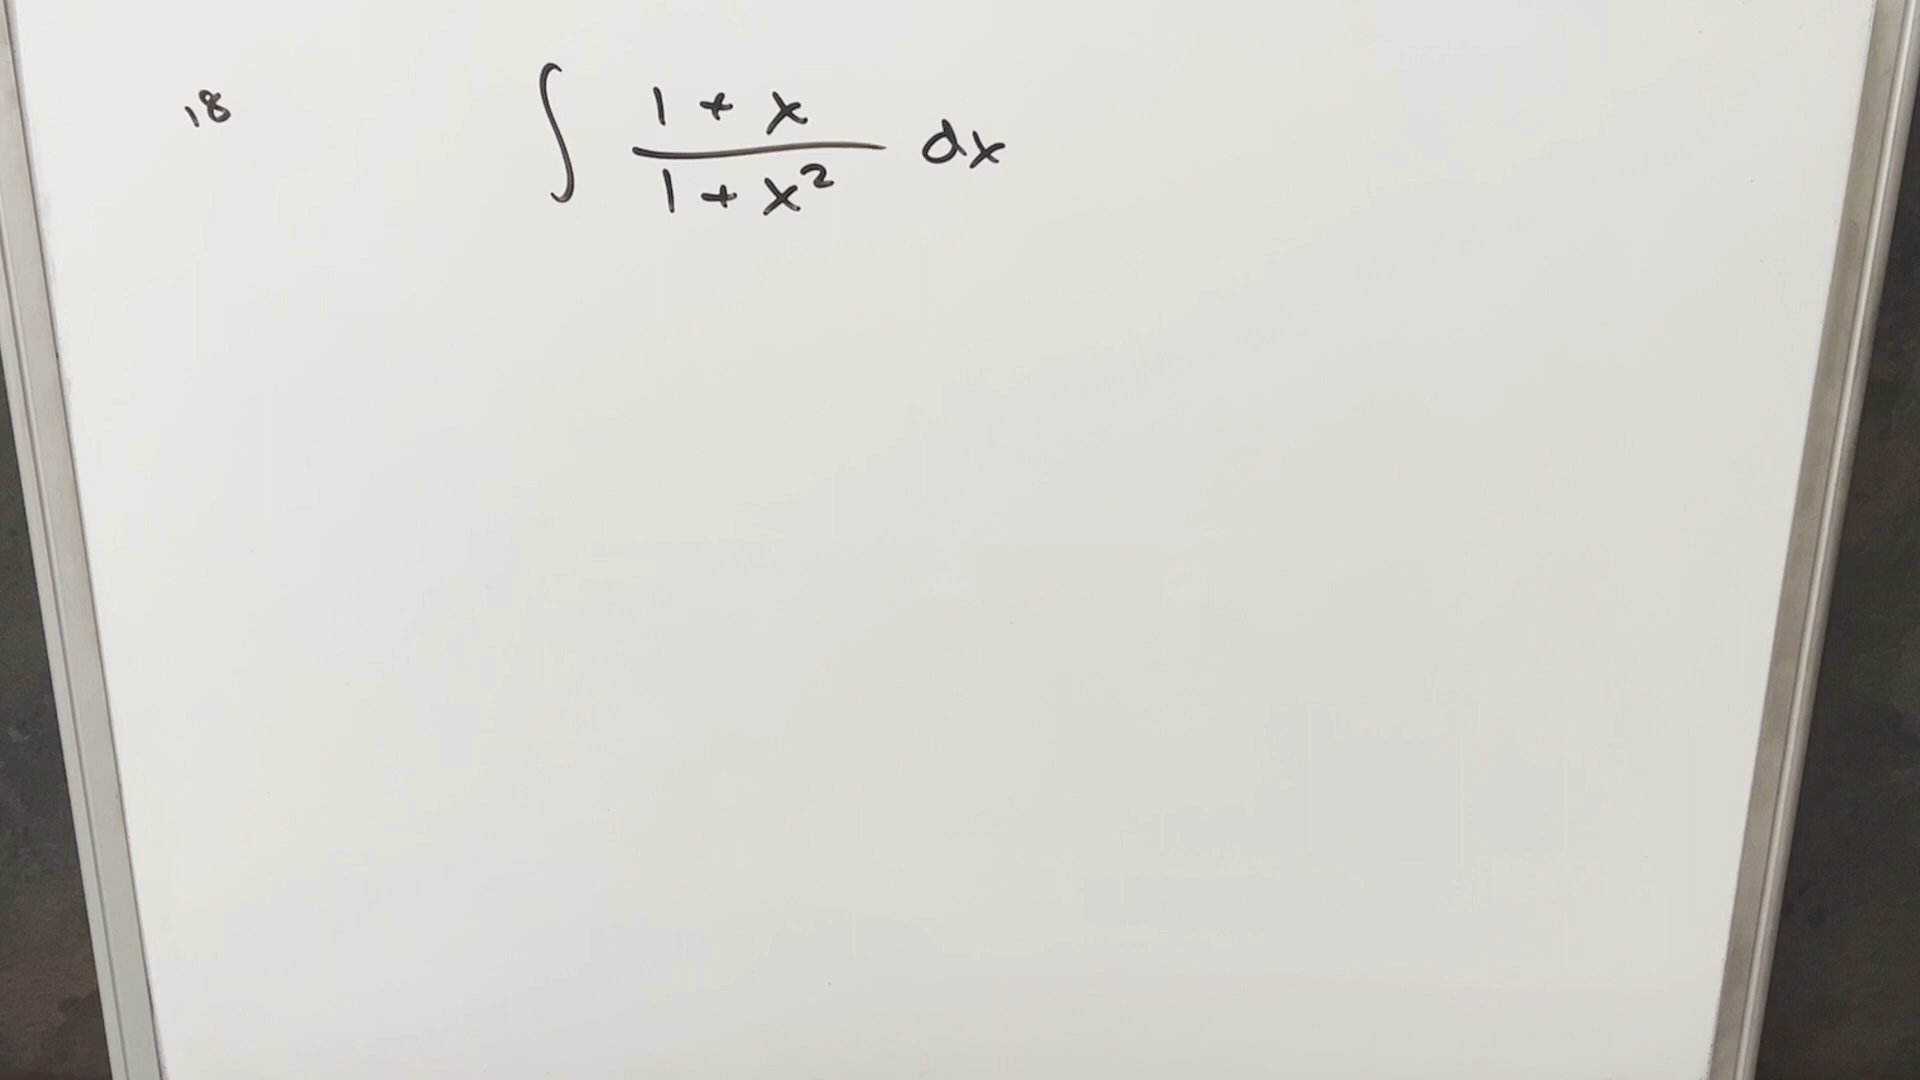 18
∫ (1 + x)/(1 + x²) dx